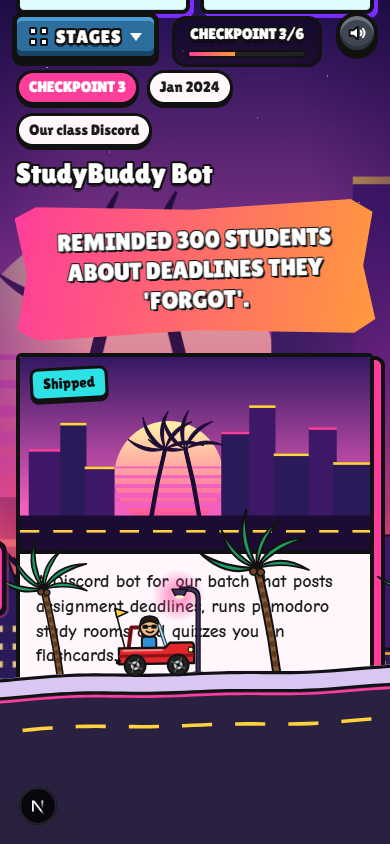 STAGES
CHECKPOINT 3/6
CHECKPOINT 3
Jan 2024
Our class Discord
StudyBuddy Bot
REMINDED 300 STUDENTS
ABOUT DEADLINES THEY
'FORGOT'.
Shipped
Discord bot for our batch that posts
assignment deadlines, runs pomodoro
study rooms quizzes you on
flashcards.
N